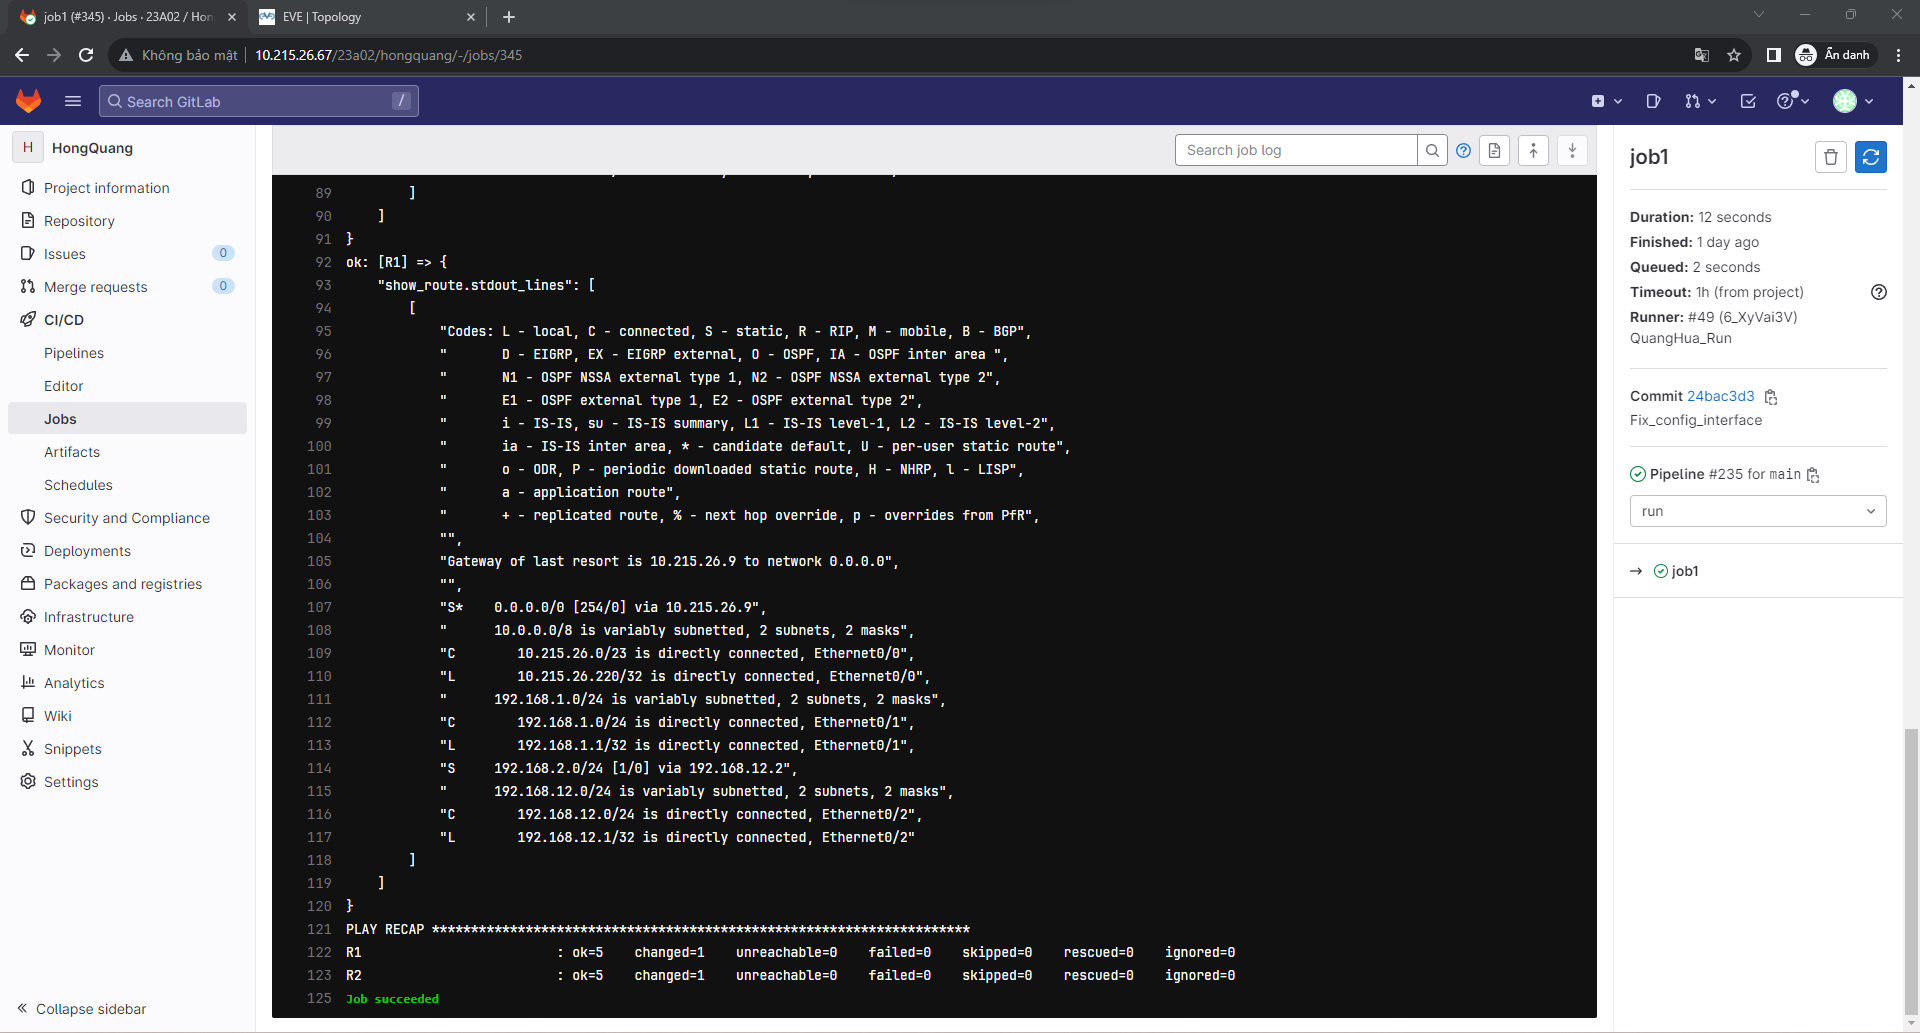 job1 (#345) · Jobs · 23A02 / Hon
EVE | Topology
Không bảo mật
10.215.26.67/23a02/hongquang/-/jobs/345
Ẩn danh
Search GitLab
/
H HongQuang
Project information
Repository
Issues 0
Merge requests 0
CI/CD
Pipelines
Editor
Jobs
Artifacts
Schedules
Security and Compliance
Deployments
Packages and registries
Infrastructure
Monitor
Analytics
Wiki
Snippets
Settings
Collapse sidebar
Search job log
89 ]
90 ]
91 }
92 ok: [R1] => {
93 "show_route.stdout_lines": [
94 [
95 "Codes: L - local, C - connected, S - static, R - RIP, M - mobile, B - BGP",
96 " D - EIGRP, EX - EIGRP external, O - OSPF, IA - OSPF inter area ",
97 " N1 - OSPF NSSA external type 1, N2 - OSPF NSSA external type 2",
98 " E1 - OSPF external type 1, E2 - OSPF external type 2",
99 " i - IS-IS, su - IS-IS summary, L1 - IS-IS level-1, L2 - IS-IS level-2",
100 " ia - IS-IS inter area, * - candidate default, U - per-user static route",
101 " o - ODR, P - periodic downloaded static route, H - NHRP, l - LISP",
102 " a - application route",
103 " + - replicated route, % - next hop override, p - overrides from PfR",
104 "",
105 "Gateway of last resort is 10.215.26.9 to network 0.0.0.0",
106 "",
107 "S* 0.0.0.0/0 [254/0] via 10.215.26.9",
108 " 10.0.0.0/8 is variably subnetted, 2 subnets, 2 masks",
109 "C 10.215.26.0/23 is directly connected, Ethernet0/0",
110 "L 10.215.26.220/32 is directly connected, Ethernet0/0",
111 " 192.168.1.0/24 is variably subnetted, 2 subnets, 2 masks",
112 "C 192.168.1.0/24 is directly connected, Ethernet0/1",
113 "L 192.168.1.1/32 is directly connected, Ethernet0/1",
114 "S 192.168.2.0/24 [1/0] via 192.168.12.2",
115 " 192.168.12.0/24 is variably subnetted, 2 subnets, 2 masks",
116 "C 192.168.12.0/24 is directly connected, Ethernet0/2",
117 "L 192.168.12.1/32 is directly connected, Ethernet0/2"
118 ]
119 ]
120 }
121 PLAY RECAP *********************************************************************
122 R1 : ok=5 changed=1 unreachable=0 failed=0 skipped=0 rescued=0 ignored=0
123 R2 : ok=5 changed=1 unreachable=0 failed=0 skipped=0 rescued=0 ignored=0
125 Job succeeded
job1
Duration: 12 seconds
Finished: 1 day ago
Queued: 2 seconds
Timeout: 1h (from project)
Runner: #49 (6_XyVai3V)
QuangHua_Run
Commit 24bac3d3
Fix_config_interface
Pipeline #235 for main
run
→ job1